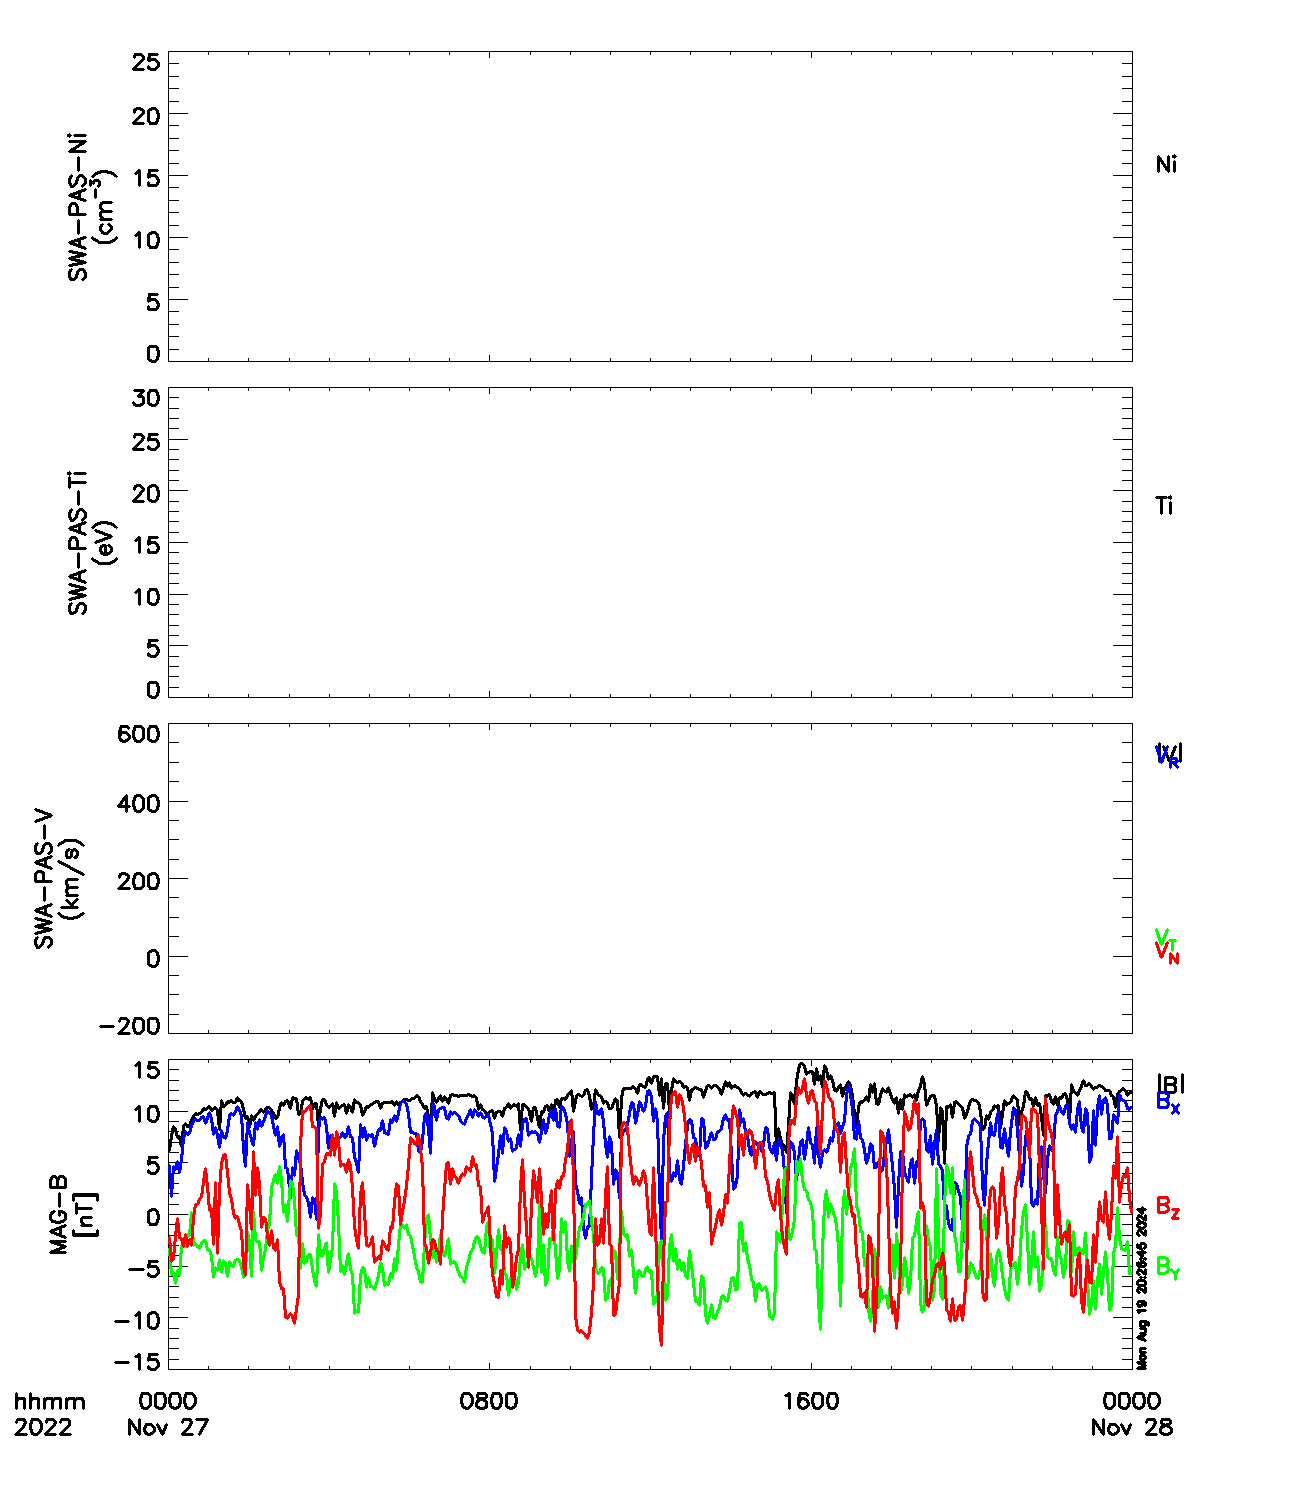 25
20
15
10
5
0
SWA-PAS-Ni
(cm-3)
Ni
30
25
20
15
10
5
0
SWA-PAS-Ti
(eV)
Ti
600
400
200
0
-200
SWA-PAS-V
(km/s)
|V|
VR
VT
VN
15
10
5
0
-5
-10
-15
MAG-B
[nT]
|B|
BX
BZ
BY
Mon Aug 19 20:26:45 2024
hhmm 0000 0800 1600 0000
2022 Nov 27 Nov 28